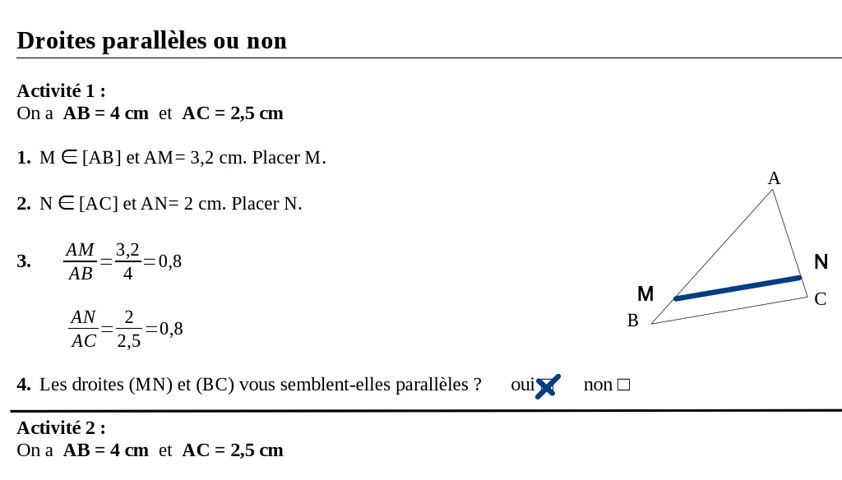 Droites parallèles ou non
Activité 1 :
On a AB = 4 cm et AC = 2,5 cm
1. M ∈ [AB] et AM= 3,2 cm. Placer M.
2. N ∈ [AC] et AN= 2 cm. Placer N.
3. AM/AB = 3,2/4 = 0,8
AN/AC = 2/2,5 = 0,8
A
N
M
C
B
4. Les droites (MN) et (BC) vous semblent-elles parallèles ? oui ☒ non □
Activité 2 :
On a AB = 4 cm et AC = 2,5 cm